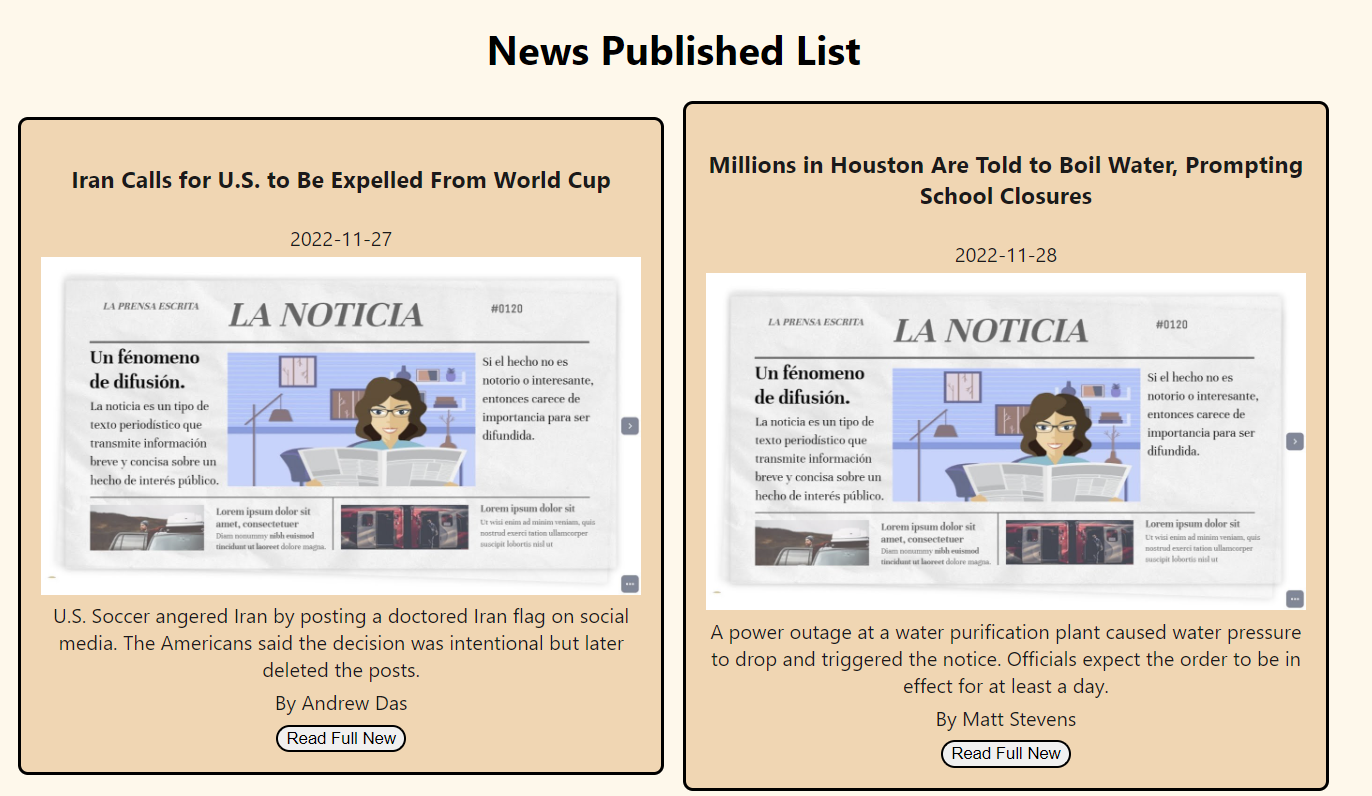 News Published List
Iran Calls for U.S. to Be Expelled From World Cup
2022-11-27
LA PRENSA ESCRITA
LA NOTICIA
#0120
Un fénomeno
de difusión.
La noticia es un tipo de
texto periodístico que
transmite información
breve y concisa sobre un
hecho de interés público.
Si el hecho no es
notorio o interesante,
entonces carece de
importancia para ser
difundida.
Lorem ipsum dolor sit
amet, consectetuer
Diam nonummy nibh euismod
tincidunt ut laoreet dolore magna.
Lorem ipsum dolor sit
Ut wisi enim ad minim veniam, quis
nostrud exerci tation ullamcorper
suscipit lobortis nisl ut
U.S. Soccer angered Iran by posting a doctored Iran flag on social
media. The Americans said the decision was intentional but later
deleted the posts.
By Andrew Das
Read Full New
Millions in Houston Are Told to Boil Water, Prompting
School Closures
2022-11-28
LA PRENSA ESCRITA
LA NOTICIA
#0120
Un fénomeno
de difusión.
La noticia es un tipo de
texto periodístico que
transmite información
breve y concisa sobre un
hecho de interés público.
Si el hecho no es
notorio o interesante,
entonces carece de
importancia para ser
difundida.
Lorem ipsum dolor sit
amet, consectetuer
Diam nonummy nibh euismod
tincidunt ut laoreet dolore magna.
Lorem ipsum dolor sit
Ut wisi enim ad minim veniam, quis
nostrud exerci tation ullamcorper
suscipit lobortis nisl ut
A power outage at a water purification plant caused water pressure
to drop and triggered the notice. Officials expect the order to be in
effect for at least a day.
By Matt Stevens
Read Full New